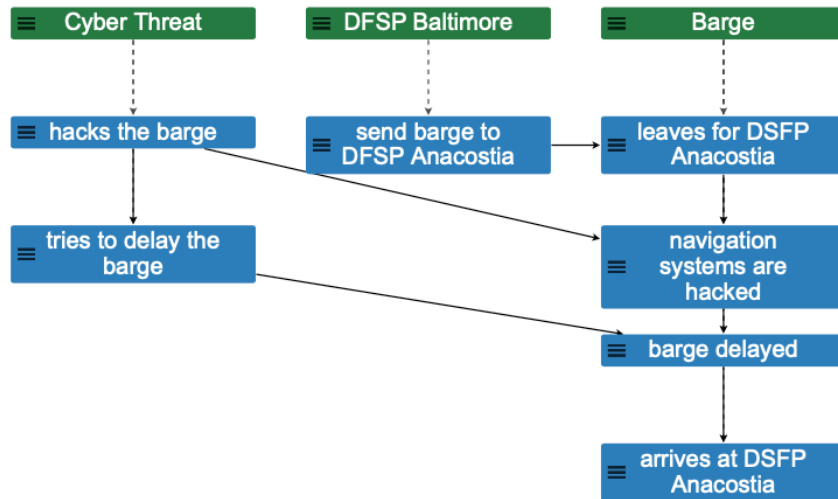 Cyber Threat
DFSP Baltimore
Barge
hacks the barge
send barge to
DFSP Anacostia
leaves for DSFP
Anacostia
tries to delay the
barge
navigation
systems are
hacked
barge delayed
arrives at DSFP
Anacostia